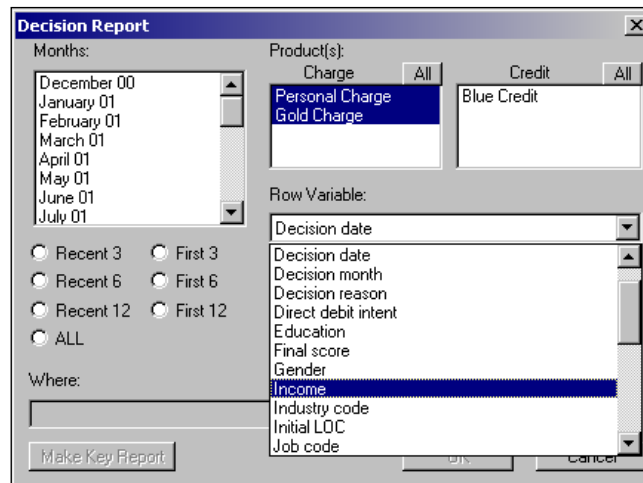 Decision Report
Months:
December 00
January 01
February 01
March 01
April 01
May 01
June 01
July 01
Recent 3
First 3
Recent 6
First 6
Recent 12
First 12
ALL
Product(s):
Charge
All
Credit
All
Personal Charge
Gold Charge
Blue Credit
Row Variable:
Decision date
Decision date
Decision month
Decision reason
Direct debit intent
Education
Final score
Gender
Income
Industry code
Initial LOC
Job code
Where:
Make Key Report
OK
Cancel